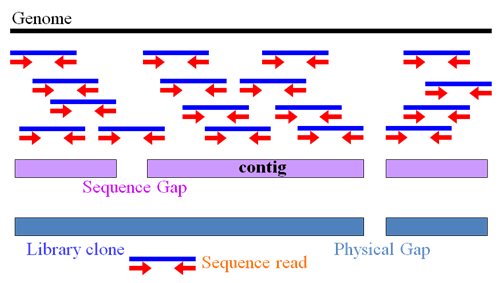 Genome
contig
Sequence Gap
Library clone Physical Gap
Sequence read